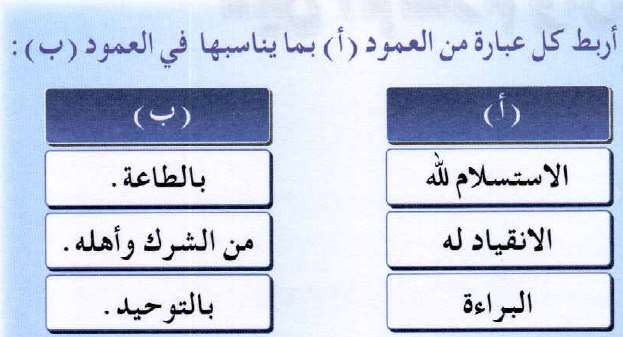 أربط كل عبارة من العمود (أ) بما يناسبها في العمود (ب) :
(أ) (ب)
الاستسلام لله بالطاعة .
الانقياد له من الشرك وأهله .
البراءة بالتوحيد .